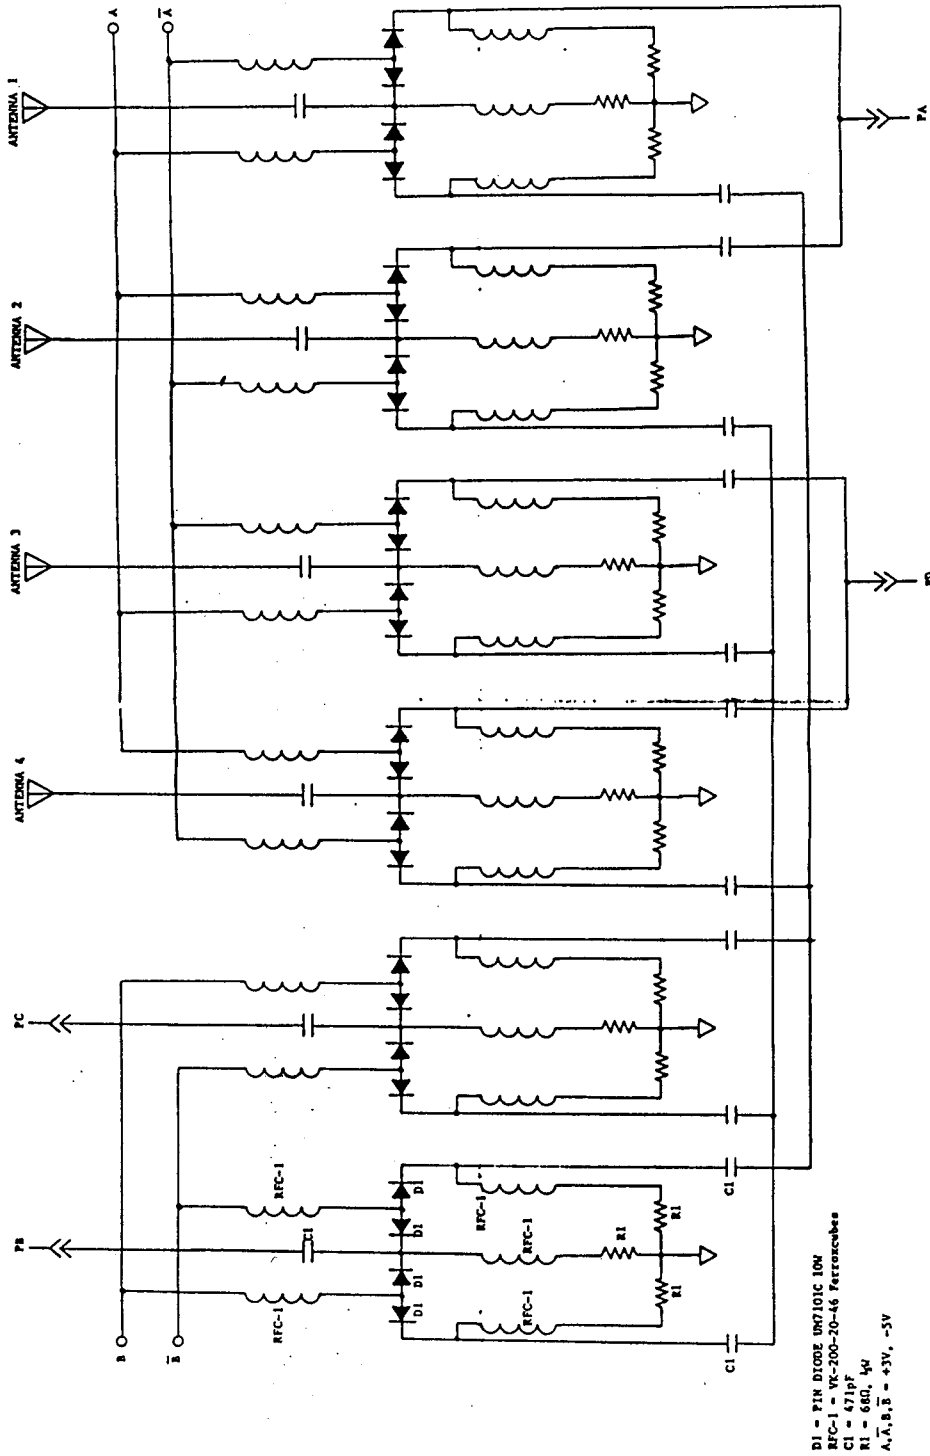 ANTENNA 1
ANTENNA 2
ANTENNA 3
ANTENNA 4
A
A̅
PA
PC
PB
B
B̅
RFC-1
RFC-1
RFC-1
RFC-1
RFC-1
C1
C1
C1
D1
D1
D1
D1
R1
R1
R1
D1 = PIN DIODE UM7101C 10W
RFC-1 = VK-200-20-46 Ferroxcubes
C1 = 471pF
R1 = 68Ω, ¼W
A,A̅,B,B̅ = +3V, -5V